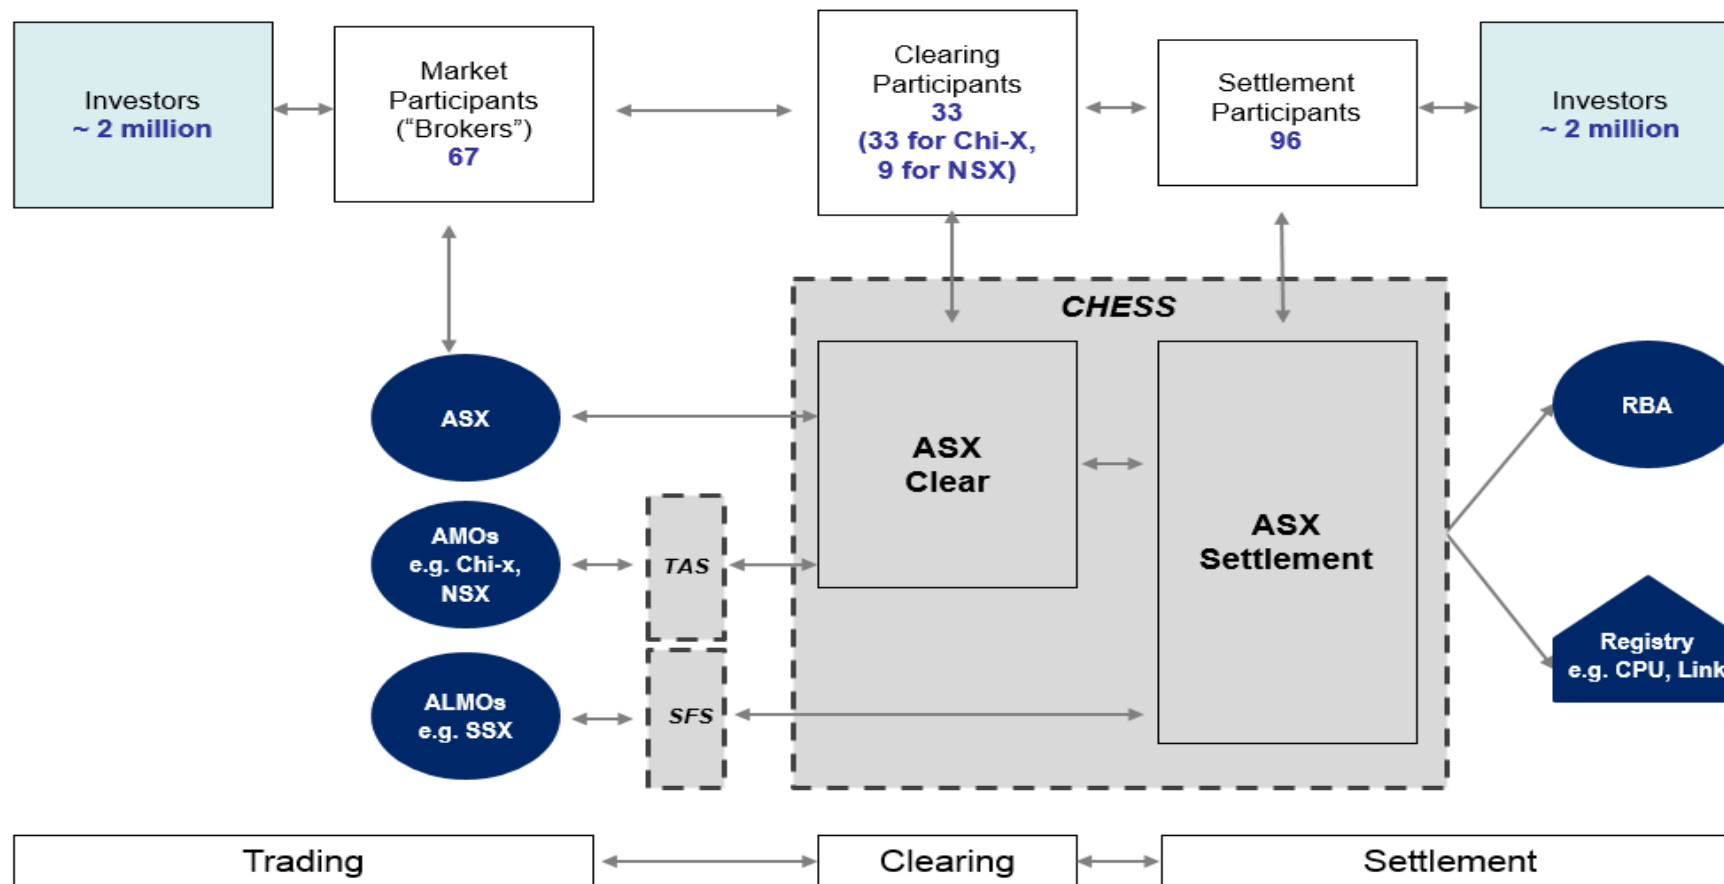 Investors
~ 2 million
Market
Participants
(“Brokers”)
67
Clearing
Participants
33
(33 for Chi-X,
9 for NSX)
Settlement
Participants
96
Investors
~ 2 million
CHESS
ASX
ASX
Clear
ASX
Settlement
RBA
AMOs
e.g. Chi-x,
NSX
TAS
ALMOs
e.g. SSX
SFS
Registry
e.g. CPU, Link
Trading
Clearing
Settlement